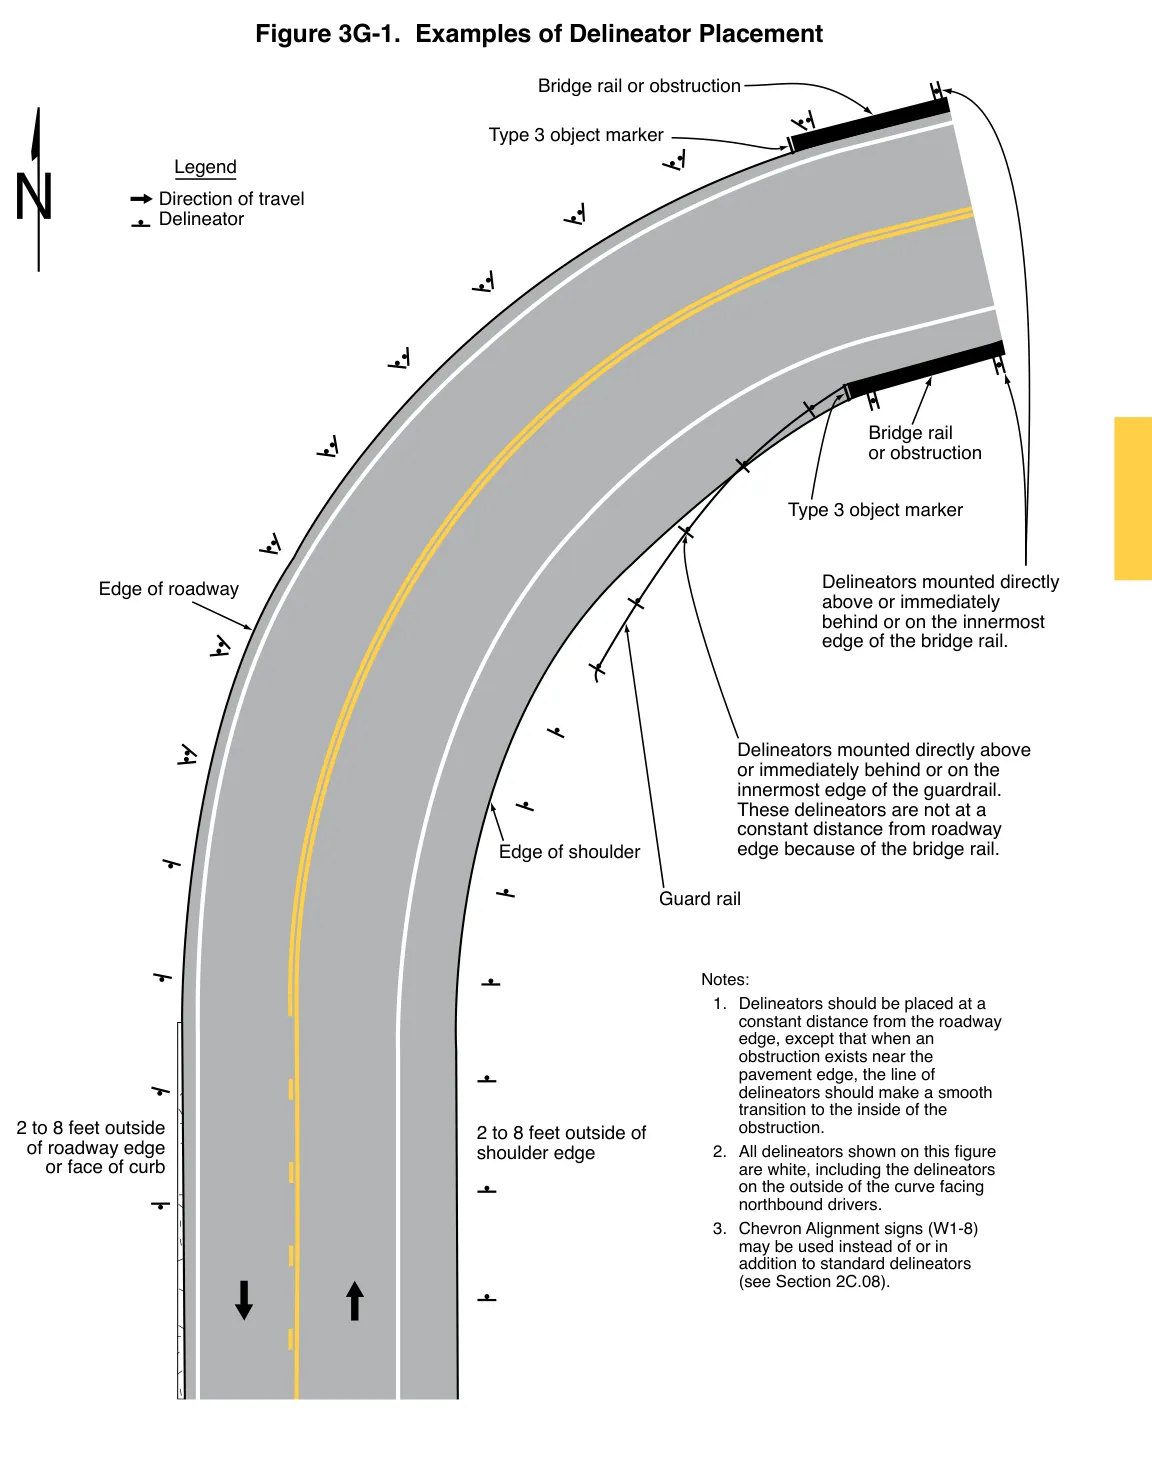 Figure 3G-1.  Examples of Delineator Placement
Bridge rail or obstruction
Type 3 object marker
N
Legend
Direction of travel
Delineator
Bridge rail
or obstruction
Type 3 object marker
Edge of roadway
Delineators mounted directly
above or immediately
behind or on the innermost
edge of the bridge rail.
Delineators mounted directly above
or immediately behind or on the
innermost edge of the guardrail.
These delineators are not at a
constant distance from roadway
edge because of the bridge rail.
Edge of shoulder
Guard rail
2 to 8 feet outside
of roadway edge
or face of curb
2 to 8 feet outside of
shoulder edge
Notes:
1. Delineators should be placed at a
constant distance from the roadway
edge, except that when an
obstruction exists near the
pavement edge, the line of
delineators should make a smooth
transition to the inside of the
obstruction.
2. All delineators shown on this figure
are white, including the delineators
on the outside of the curve facing
northbound drivers.
3. Chevron Alignment signs (W1-8)
may be used instead of or in
addition to standard delineators
(see Section 2C.08).